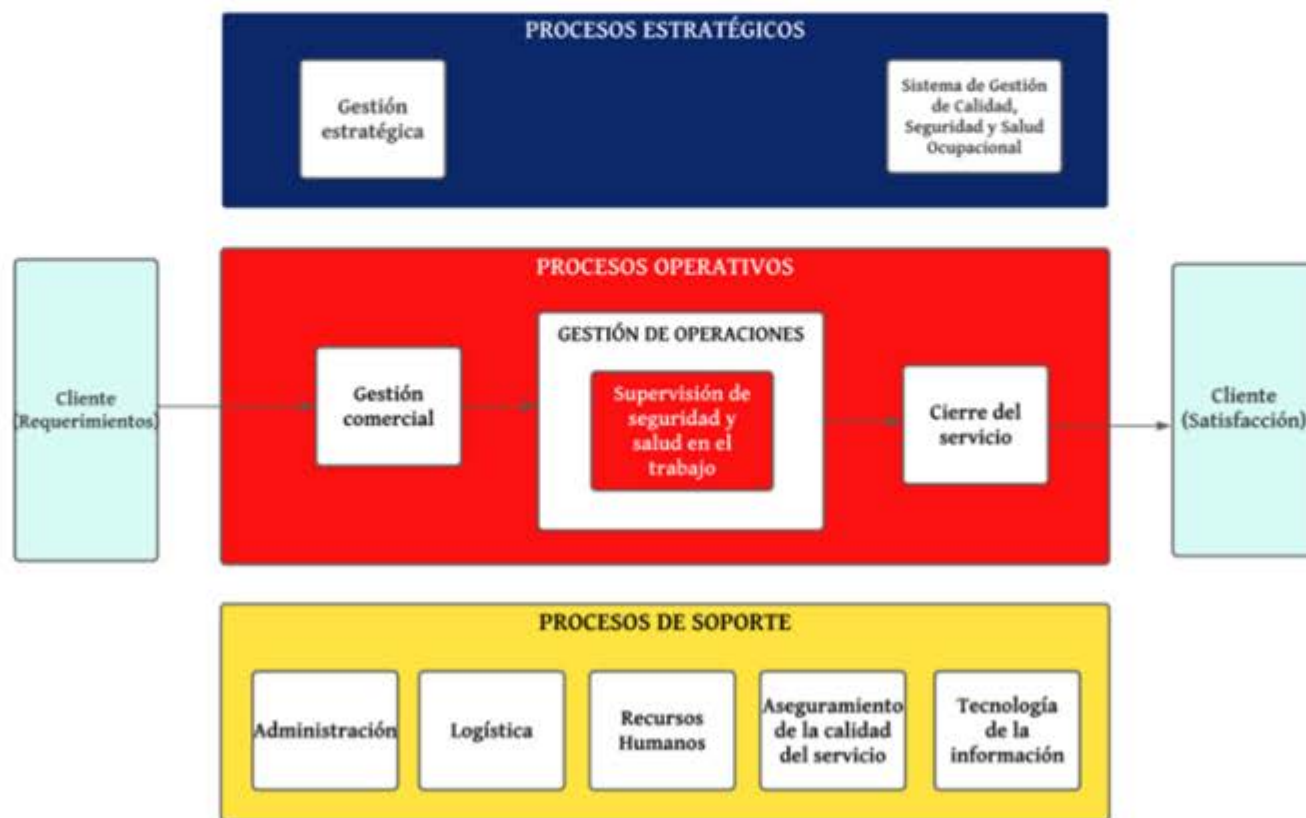 PROCESOS ESTRATÉGICOS
Gestión
estratégica
Sistema de Gestión
de Calidad,
Seguridad y Salud
Ocupacional
PROCESOS OPERATIVOS
Cliente
(Requerimientos)
Gestión
comercial
GESTIÓN DE OPERACIONES
Supervisión de
seguridad y
salud en el
trabajo
Cierre del
servicio
Cliente
(Satisfacción)
PROCESOS DE SOPORTE
Administración
Logística
Recursos
Humanos
Aseguramiento
de la calidad
del servicio
Tecnología
de la
información